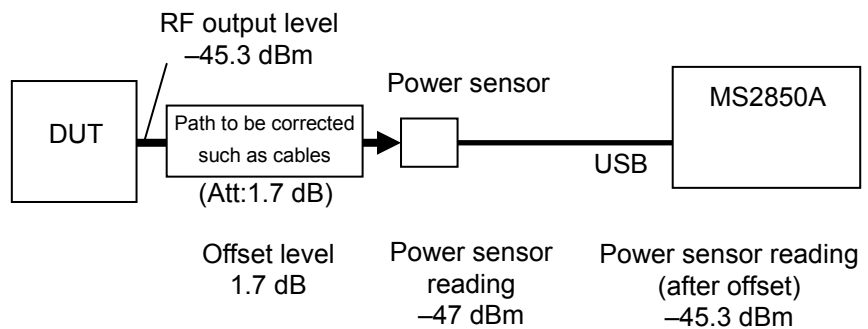 RF output level
–45.3 dBm
Power sensor
MS2850A
DUT
Path to be corrected
such as cables
USB
(Att:1.7 dB)
Offset level
1.7 dB
Power sensor
reading
–47 dBm
Power sensor reading
(after offset)
–45.3 dBm